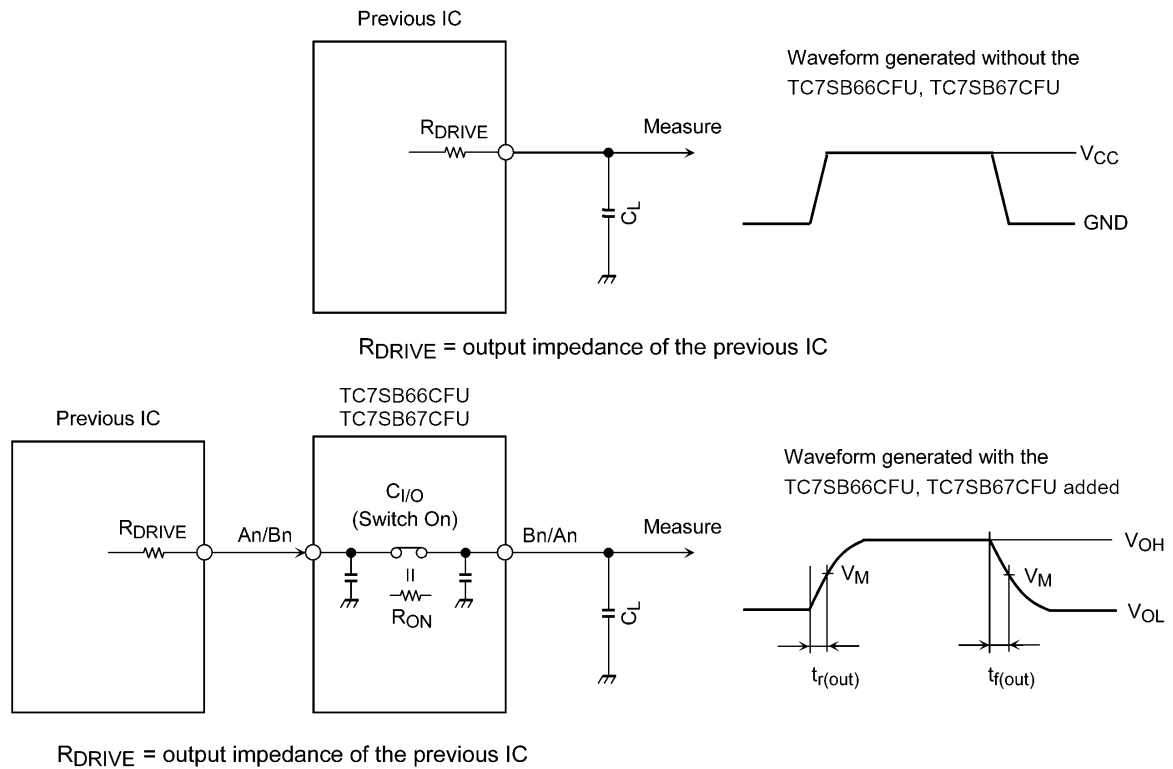 Previous IC
Waveform generated without the
TC7SB66CFU, TC7SB67CFU
RDRIVE
Measure
VCC
CL
GND
RDRIVE = output impedance of the previous IC
TC7SB66CFU
TC7SB67CFU
Previous IC
Waveform generated with the
TC7SB66CFU, TC7SB67CFU added
CI/O
(Switch On)
RDRIVE
An/Bn
Bn/An
Measure
VOH
VM
VM
RON
CL
VOL
tr(out)
tf(out)
RDRIVE = output impedance of the previous IC